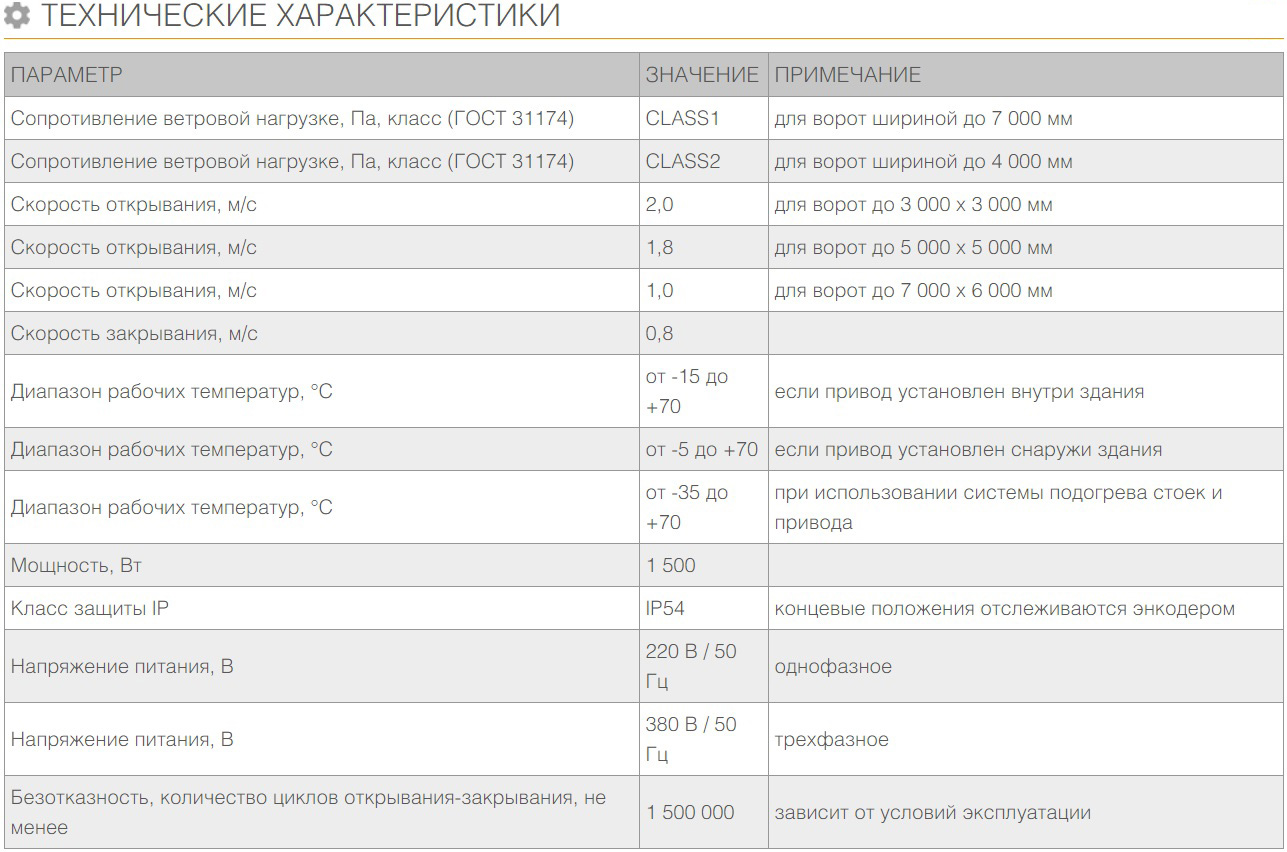 ТЕХНИЧЕСКИЕ ХАРАКТЕРИСТИКИ
ПАРАМЕТР ЗНАЧЕНИЕ ПРИМЕЧАНИЕ
Сопротивление ветровой нагрузке, Па, класс (ГОСТ 31174) CLASS1 для ворот шириной до 7 000 мм
Сопротивление ветровой нагрузке, Па, класс (ГОСТ 31174) CLASS2 для ворот шириной до 4 000 мм
Скорость открывания, м/с 2,0 для ворот до 3 000 х 3 000 мм
Скорость открывания, м/с 1,8 для ворот до 5 000 х 5 000 мм
Скорость открывания, м/с 1,0 для ворот до 7 000 х 6 000 мм
Скорость закрывания, м/с 0,8
Диапазон рабочих температур, °C
от -15 до
+70
если привод установлен внутри здания
Диапазон рабочих температур, °C от -5 до +70 если привод установлен снаружи здания
Диапазон рабочих температур, °C
от -35 до
+70
при использовании системы подогрева стоек и
привода
Мощность, Вт 1 500
Класс защиты IP IP54 концевые положения отслеживаются энкодером
Напряжение питания, В
220 В / 50
Гц
однофазное
Напряжение питания, В
380 В / 50
Гц
трехфазное
Безотказность, количество циклов открывания-закрывания, не
менее
1 500 000 зависит от условий эксплуатации